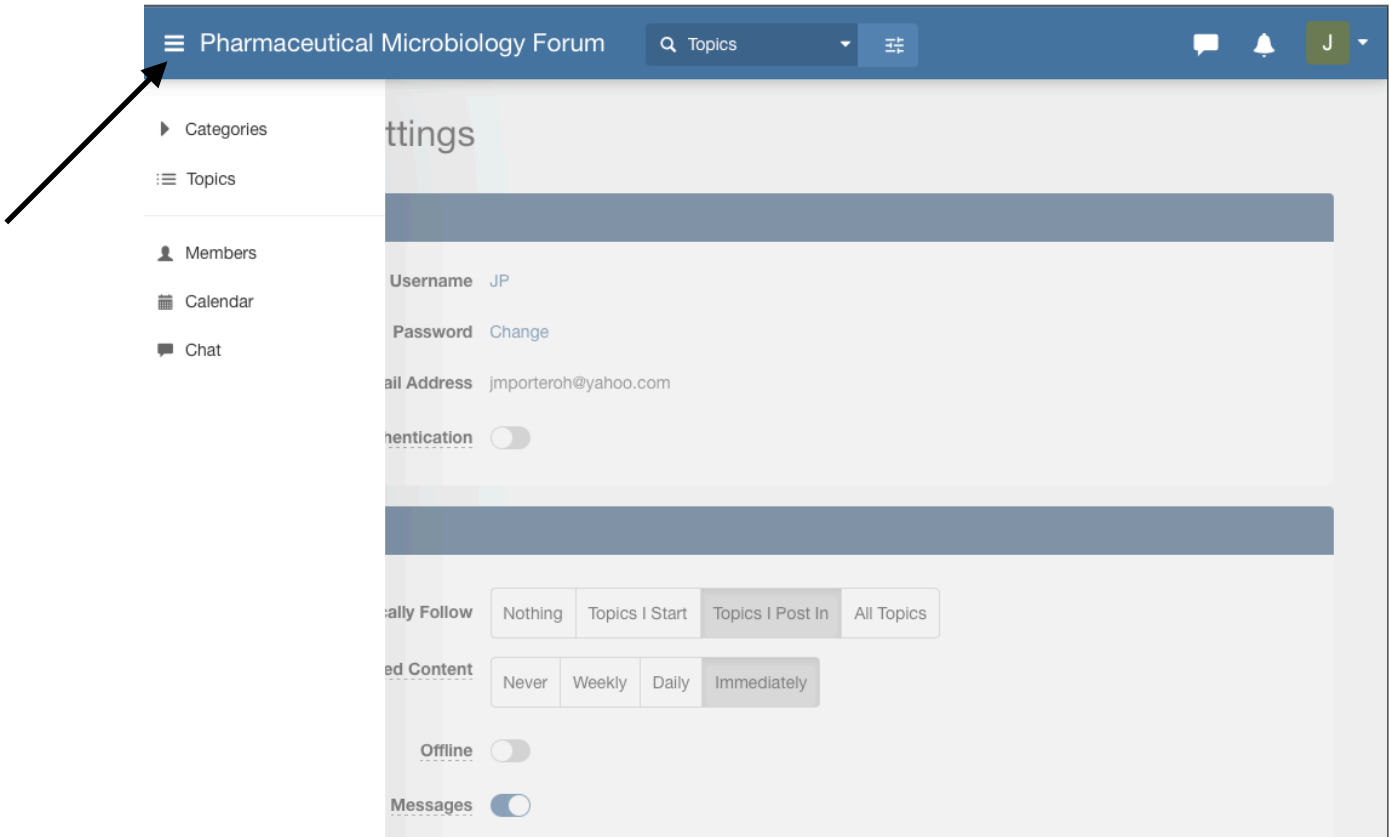 Pharmaceutical Microbiology Forum Topics J
Categories
ttings
Topics
Members
Username JP
Calendar
Password Change
Chat
ail Address jmporteroh@yahoo.com
hentication
cally Follow Nothing Topics I Start Topics I Post In All Topics
ed Content Never Weekly Daily Immediately
Offline
Messages